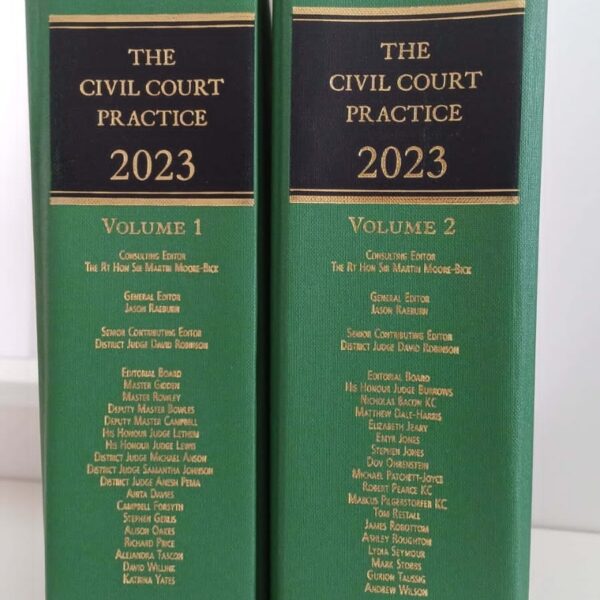 THE
CIVIL COURT
PRACTICE
2023
VOLUME 1
CONSULTING EDITOR
THE RT HON SIR MARTIN MOORE-BICK
GENERAL EDITOR
JASON RAEBURN
SENIOR CONTRIBUTING EDITOR
DISTRICT JUDGE DAVID ROBINSON
EDITORIAL BOARD
MASTER GIDDEN
MASTER ROWLEY
DEPUTY MASTER BOWLES
DEPUTY MASTER CAMPBELL
HIS HONOUR JUDGE LETHEM
HIS HONOUR JUDGE LEWIS
DISTRICT JUDGE MICHAEL ANSON
DISTRICT JUDGE SAMANTHA JOHNSON
DISTRICT JUDGE ANESH PEMA
ANITA DAVIES
CAMPBELL FORSYTH
STEPHEN GERLIS
ALISON OAKES
RICHARD PRICE
ALEJANDRA TASCON
DAVID WILLINK
KATRINA YATES
THE
CIVIL COURT
PRACTICE
2023
VOLUME 2
CONSULTING EDITOR
THE RT HON SIR MARTIN MOORE-BICK
GENERAL EDITOR
JASON RAEBURN
SENIOR CONTRIBUTING EDITOR
DISTRICT JUDGE DAVID ROBINSON
EDITORIAL BOARD
HIS HONOUR JUDGE BURROWS
NICHOLAS BACON KC
MATTHEW DALE-HARRIS
ELIZABETH JEARY
EMYR JONES
STEPHEN JONES
DOV OHRENSTEIN
MICHAEL PATCHETT-JOYCE
ROBERT PEARCE KC
MARCUS PILGERSTORFER KC
TOM RESTALL
JAMES ROBOTTOM
ASHLEY ROUGHTON
LYDIA SEYMOUR
MARK STOBBS
GURION TAUSSIG
ANDREW WILSON